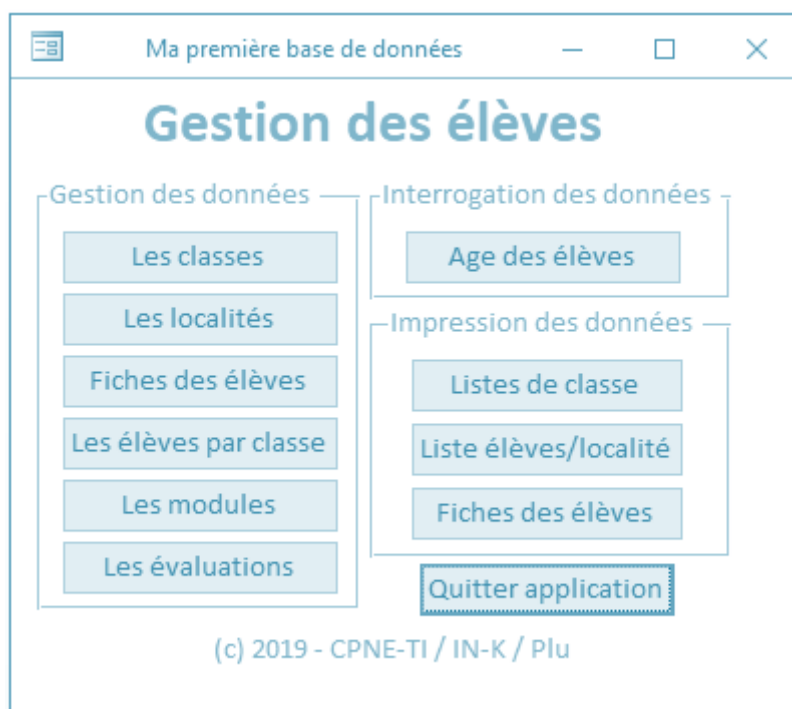 Ma première base de données
Gestion des élèves
Gestion des données
Les classes
Les localités
Fiches des élèves
Les élèves par classe
Les modules
Les évaluations
Interrogation des données
Age des élèves
Impression des données
Listes de classe
Liste élèves/localité
Fiches des élèves
Quitter application
(c) 2019 - CPNE-TI / IN-K / Plu